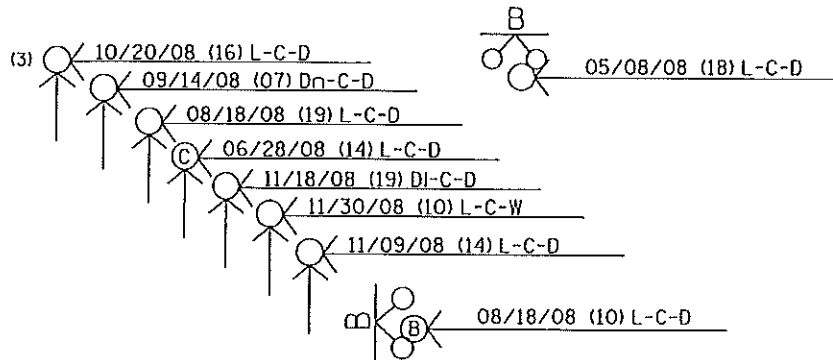 B
(3) 10/20/08 (16) L-C-D
05/08/08 (18) L-C-D
09/14/08 (07) Dn-C-D
08/18/08 (19) L-C-D
C 06/28/08 (14) L-C-D
11/18/08 (19) Dl-C-D
11/30/08 (10) L-C-W
11/09/08 (14) L-C-D
B B 08/18/08 (10) L-C-D